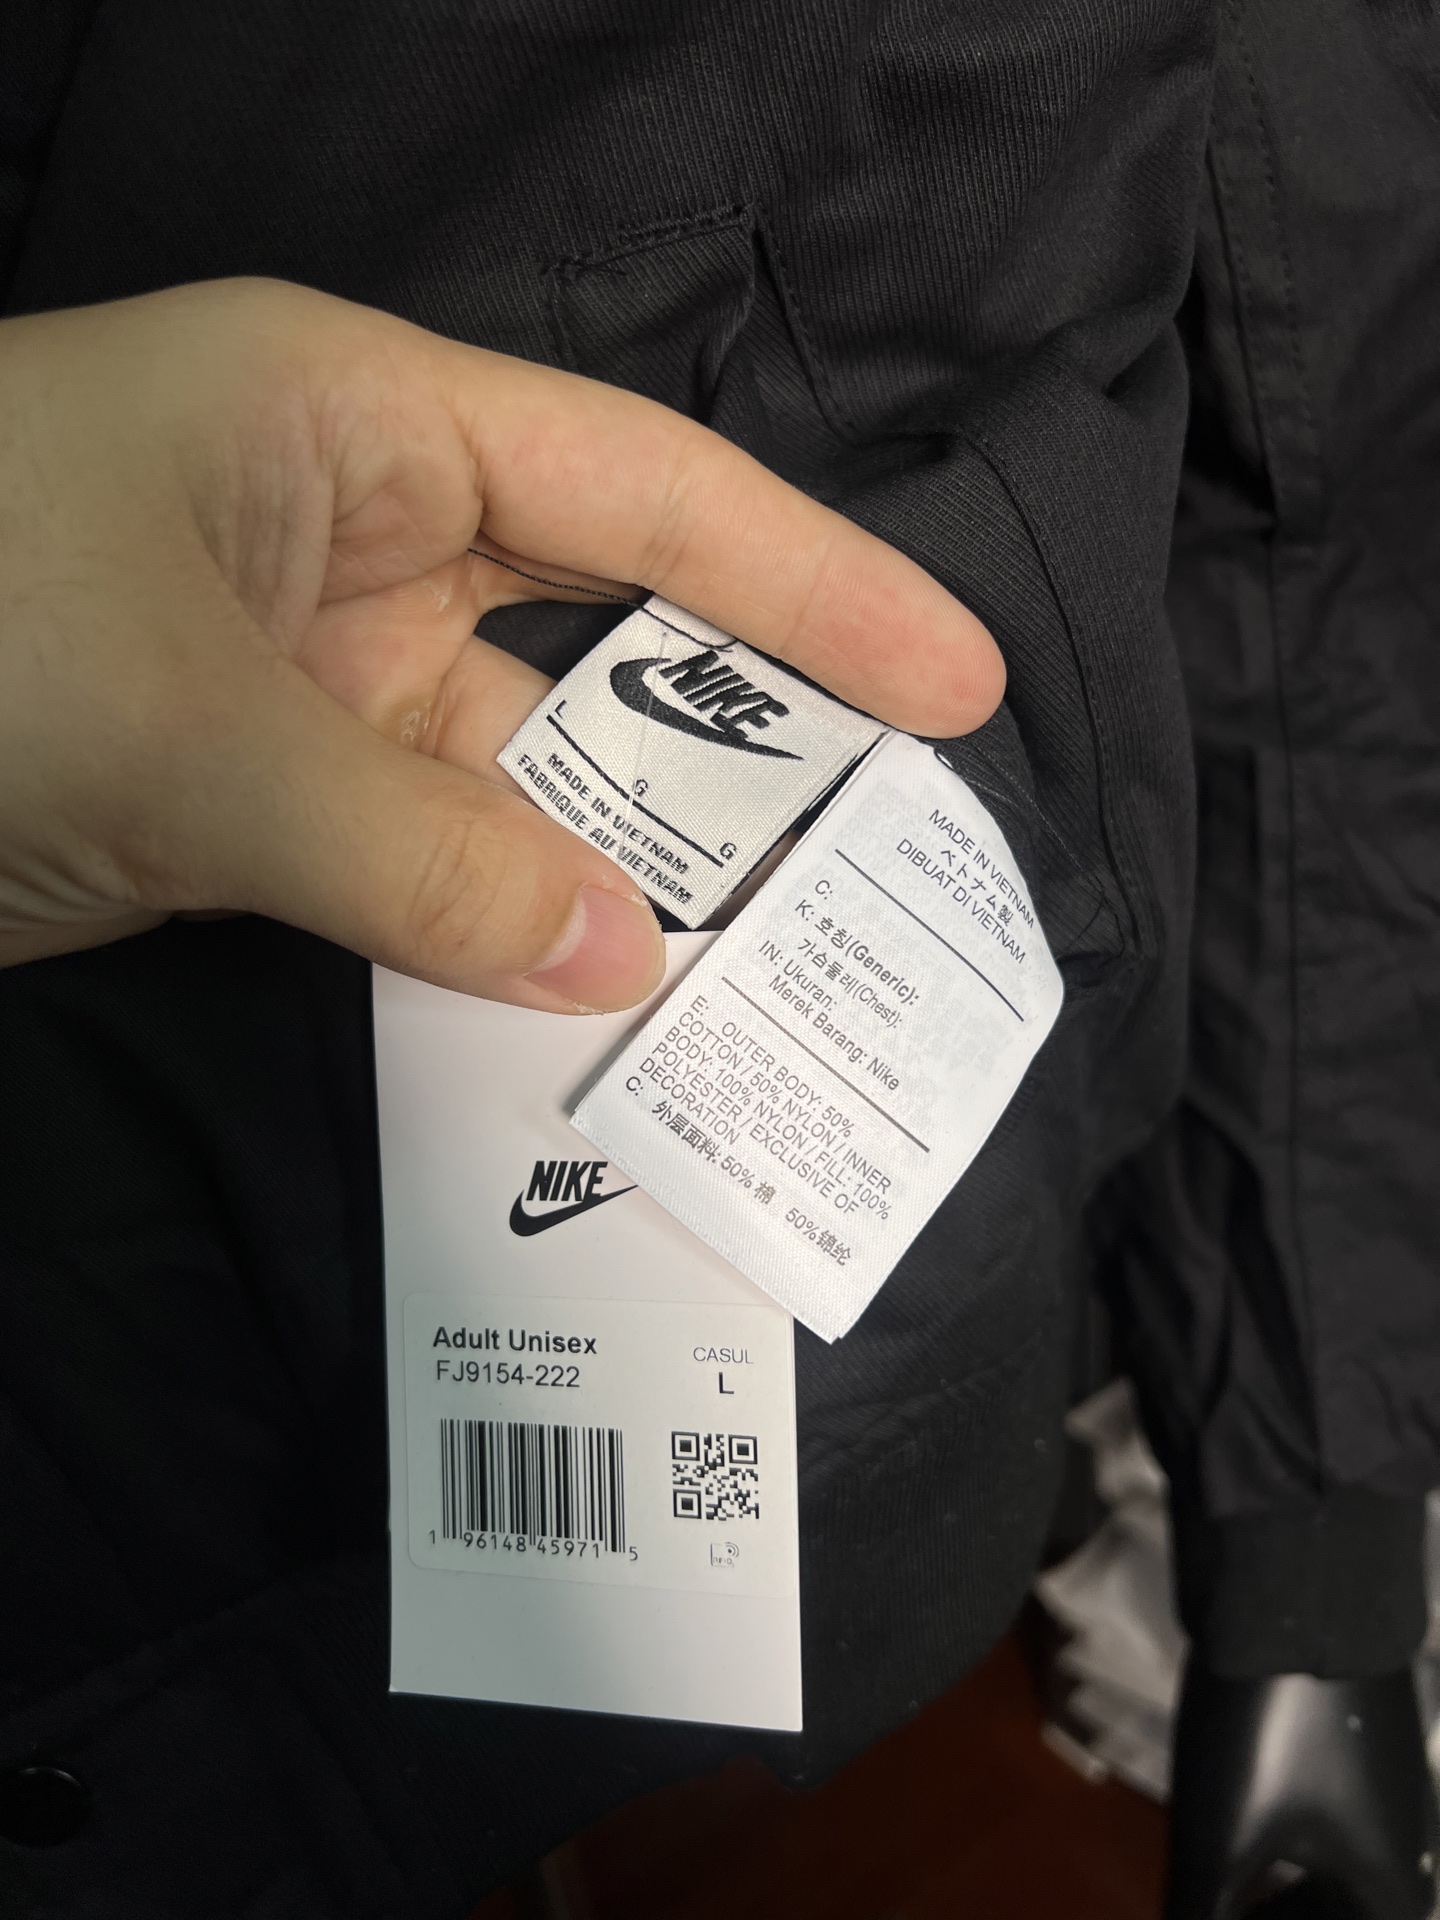 NIKE
L
G
G
MADE IN VIETNAM
FABRIQUE AU VIETNAM
MADE IN VIETNAM
ベトナム製
DIBUAT DI VIETNAM
C:
K: 호칭(Generic):
가슴둘레(Chest):
IN: Ukuran:
Merek Barang: Nike
E: OUTER BODY: 50%
COTTON / 50% NYLON / INNER
BODY: 100% NYLON / FILL: 100%
POLYESTER / EXCLUSIVE OF
DECORATION
C: 外层面料: 50% 棉 50%锦纶
NIKE
Adult Unisex
FJ9154-222
CASUL
L
1 96148 45971 5